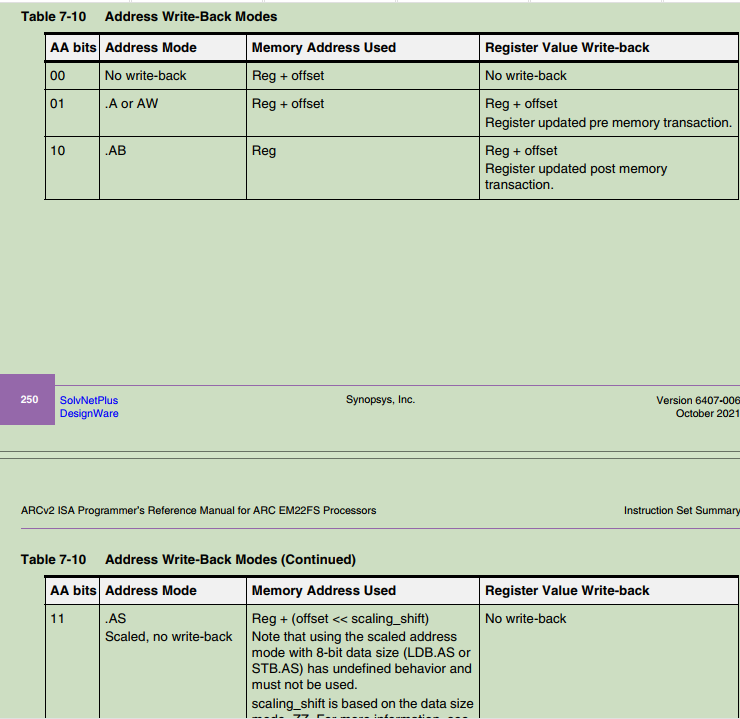 Table 7-10 Address Write-Back Modes
AA bits Address Mode Memory Address Used Register Value Write-back
00 No write-back Reg + offset No write-back
01 .A or AW Reg + offset Reg + offset
Register updated pre memory transaction.
10 .AB Reg Reg + offset
Register updated post memory
transaction.
250 SolvNetPlus Synopsys, Inc. Version 6407-006
DesignWare October 2021
ARCv2 ISA Programmer's Reference Manual for ARC EM22FS Processors Instruction Set Summary
Table 7-10 Address Write-Back Modes (Continued)
AA bits Address Mode Memory Address Used Register Value Write-back
11 .AS Reg + (offset << scaling_shift) No write-back
Scaled, no write-back Note that using the scaled address
mode with 8-bit data size (LDB.AS or
STB.AS) has undefined behavior and
must not be used.
scaling_shift is based on the data size
mode, ZZ. For more information, see